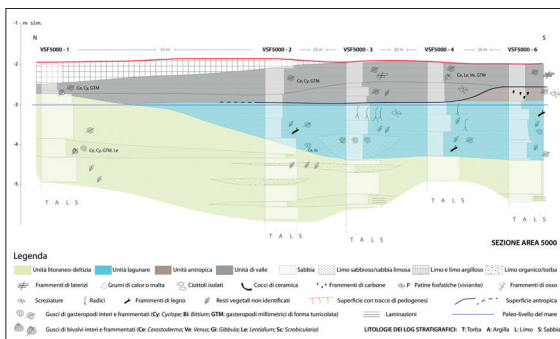 -1 m s.l.m.
VSF5000 - 1 VSF5000 - 2 VSF5000 - 3 VSF5000 - 4 VSF5000 - 6
N S
35 m 20 m 20 m 20 m
-2
Ce, Cy, GTM
Ce, Cy, GTM
Ce, Le, Ve, GTM
-3
-4
Ce, Cy, GTM, Le
Ce, Gi
-5
T A L S T A L S T A L S T A L S T A L S
SEZIONE AREA 5000
Legenda
Unità litoraneo-deltizia Unità lagunare Unità antropica Unità di valle Sabbia Limo sabbioso/sabbia limosa Limo e limo argilloso Limo organico/torba
Frammenti di laterizi Grumi di calce o malta Ciottoli isolati Cocci di ceramica Frammenti di carbone Patine fosfatiche (vivianite) Frammenti di osso
Screziature Radici Frammenti di legno Resti vegetali non identificati Superficie con tracce di pedogenesi Superficie antropica
Gusci di gasteropodi interi e frammentati (Cy: Cyclope; Bi: Bittium; GTM: gasteropodi millimetrici di forma turricolata) Laminazioni Paleo-livello del mare
Gusci di bivalvi interi e frammentati (Ce: Cerastoderma; Ve: Venus; Gi: Gibbula; Le: Lentidium; Sc: Scrobicularia) LITOLOGIE DEI LOG STRATIGRAFICI: T: Torba A: Argilla L: Limo S: Sabbia